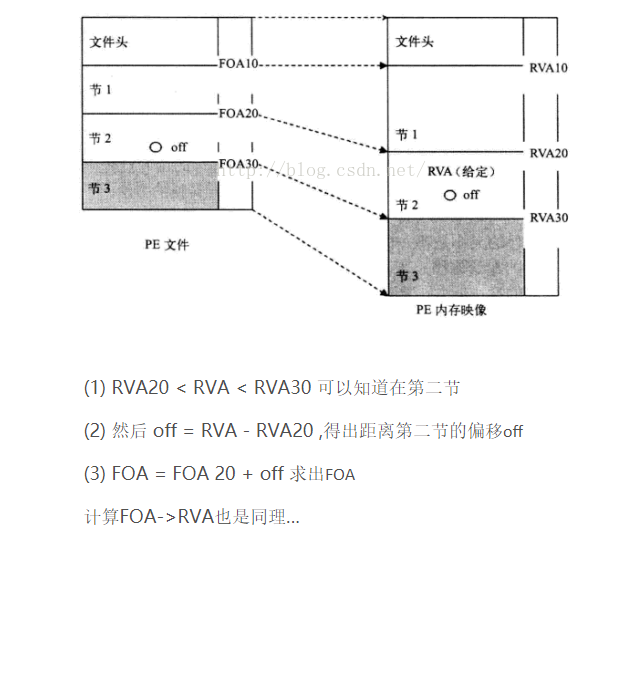 文件头
文件头
FOA10
RVA10
节 1
FOA20
节 1
节 2
off
RVA20
FOA30
http://blog.csdn.net/
RVA（给定）
off
节 3
节 2
RVA30
PE 文件
节 3
PE 内存映像
(1) RVA20 < RVA < RVA30 可以知道在第二节
(2) 然后 off = RVA - RVA20 ,得出距离第二节的偏移off
(3) FOA = FOA 20 + off 求出FOA
计算FOA->RVA也是同理...